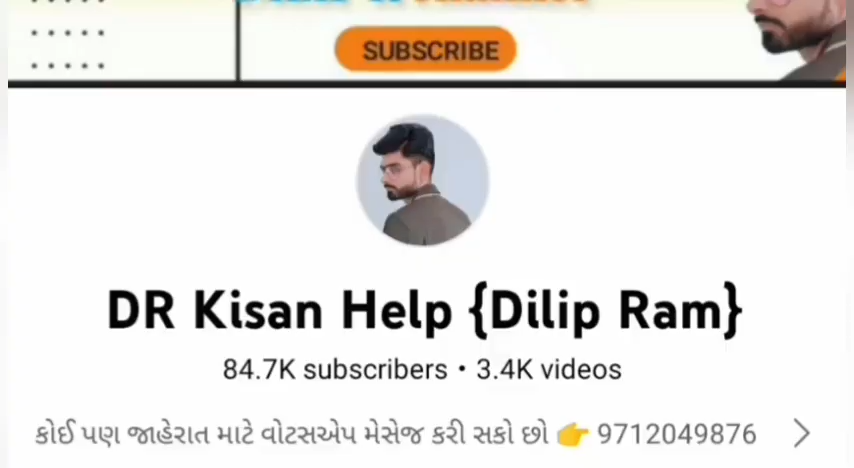 SUBSCRIBE
DR Kisan Help {Dilip Ram}
84.7K subscribers • 3.4K videos
કોઈ પણ જાહેરાત માટે વોટસએપ મેસેજ કરી સકો છો 👉 9712049876